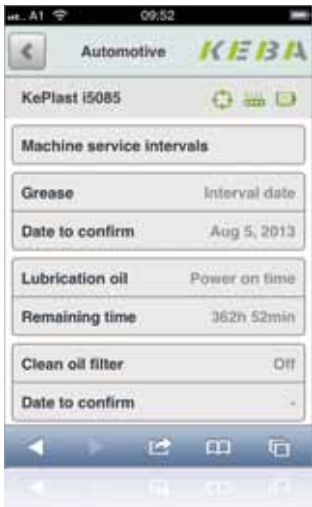 A1 09:52
Automotive KEBA
KePlast i5085
Machine service intervals
Grease Interval date
Date to confirm Aug 5, 2013
Lubrication oil Power on time
Remaining time 362h 52min
Clean oil filter Off
Date to confirm -